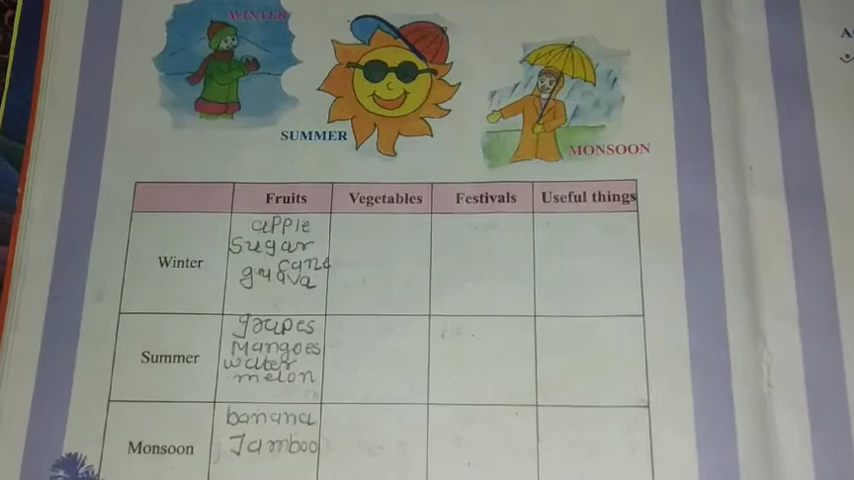 WINTER
SUMMER
MONSOON
Fruits Vegetables Festivals Useful things
Winter
apple
Sugar
cane
guava
Summer
grapes
Mangoes
water
melon
Monsoon
banana
Jamboo